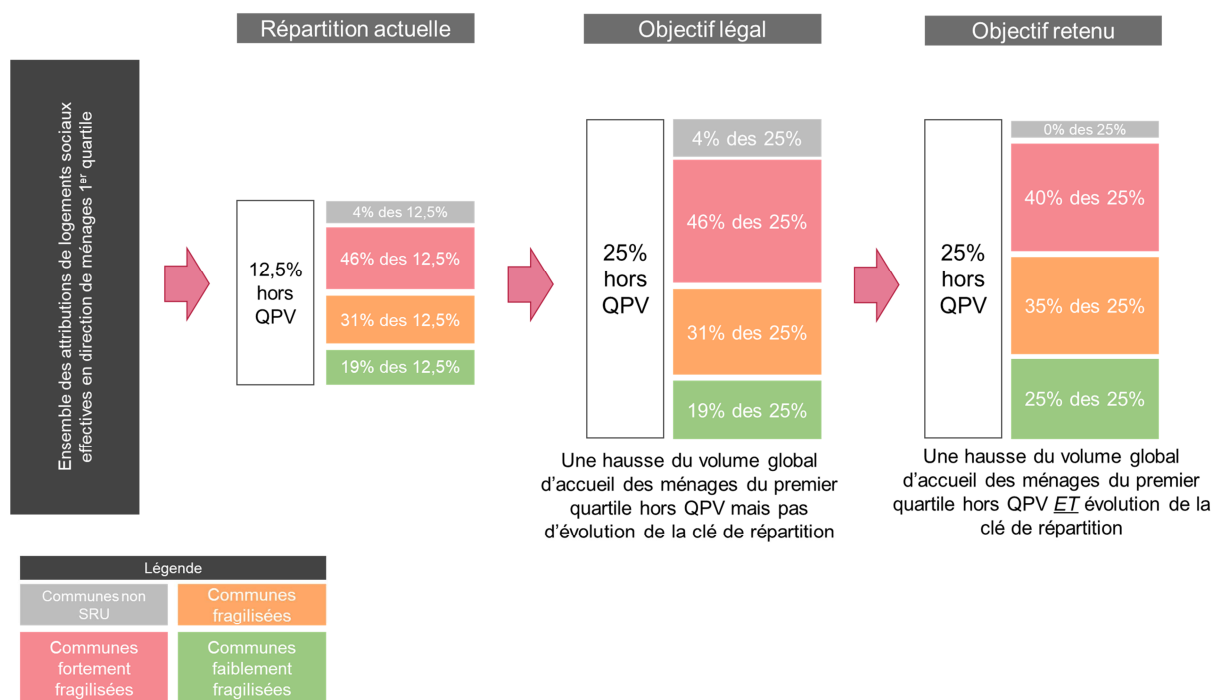 Répartition actuelle
Objectif légal
Objectif retenu
Ensemble des attributions de logements sociaux
effectives en direction de ménages 1er quartile
12,5%
hors
QPV
4% des 12,5%
46% des 12,5%
31% des 12,5%
19% des 12,5%
25%
hors
QPV
4% des 25%
46% des 25%
31% des 25%
19% des 25%
Une hausse du volume global
d'accueil des ménages du premier
quartile hors QPV mais pas
d'évolution de la clé de répartition
25%
hors
QPV
0% des 25%
40% des 25%
35% des 25%
25% des 25%
Une hausse du volume global
d'accueil des ménages du premier
quartile hors QPV ET évolution de la
clé de répartition
Légende
Communes non
SRU
Communes
fragilisées
Communes
fortement
fragilisées
Communes
faiblement
fragilisées